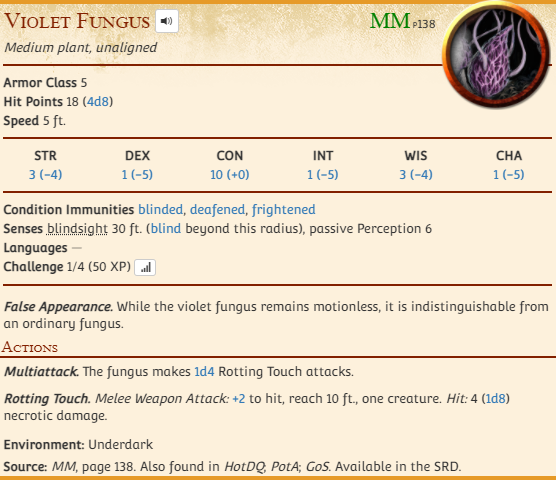 Violet Fungus MM P138
Medium plant, unaligned
Armor Class 5
Hit Points 18 (4d8)
Speed 5 ft.
STR DEX CON INT WIS CHA
3 (−4) 1 (−5) 10 (+0) 1 (−5) 3 (−4) 1 (−5)
Condition Immunities blinded, deafened, frightened
Senses blindsight 30 ft. (blind beyond this radius), passive Perception 6
Languages —
Challenge 1/4 (50 XP)
False Appearance. While the violet fungus remains motionless, it is indistinguishable from
an ordinary fungus.
Actions
Multiattack. The fungus makes 1d4 Rotting Touch attacks.
Rotting Touch. Melee Weapon Attack: +2 to hit, reach 10 ft., one creature. Hit: 4 (1d8)
necrotic damage.
Environment: Underdark
Source: MM, page 138. Also found in HotDQ; PotA; GoS. Available in the SRD.